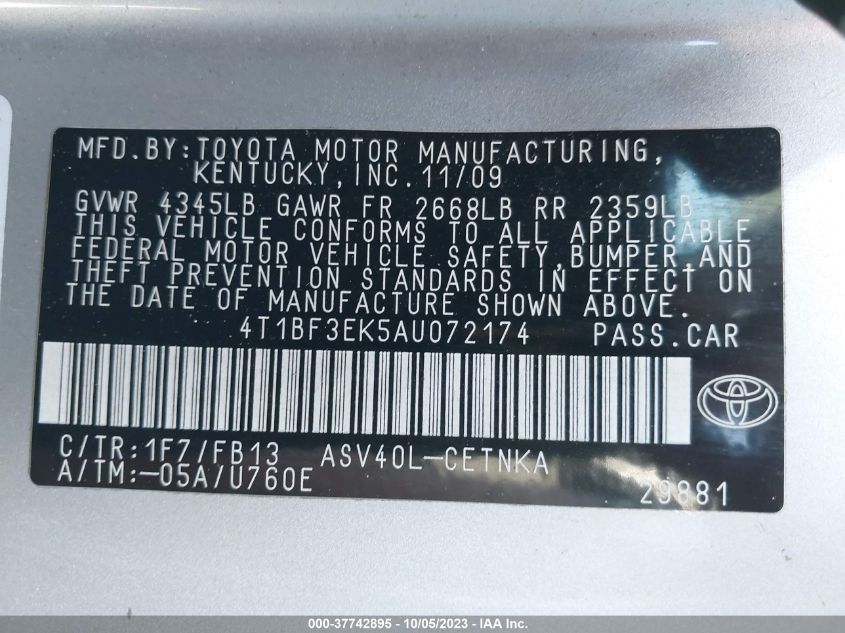 MFD.BY:TOYOTA MOTOR MANUFACTURING,
KENTUCKY,INC.11/09
GVWR 4345LB GAWR FR 2668LB RR 2359LB
THIS VEHICLE CONFORMS TO ALL APPLICABLE
FEDERAL MOTOR VEHICLE SAFETY,BUMPER,AND
THEFT PREVENTION STANDARDS IN EFFECT ON
THE DATE OF MANUFACTURE SHOWN ABOVE.
4T1BF3EK5AU072174 PASS.CAR
C/TR:1F7/FB13 ASV40L-CETNKA
A/TM:-05A/U760E 29881
000-37742895 - 10/05/2023 - IAA Inc.